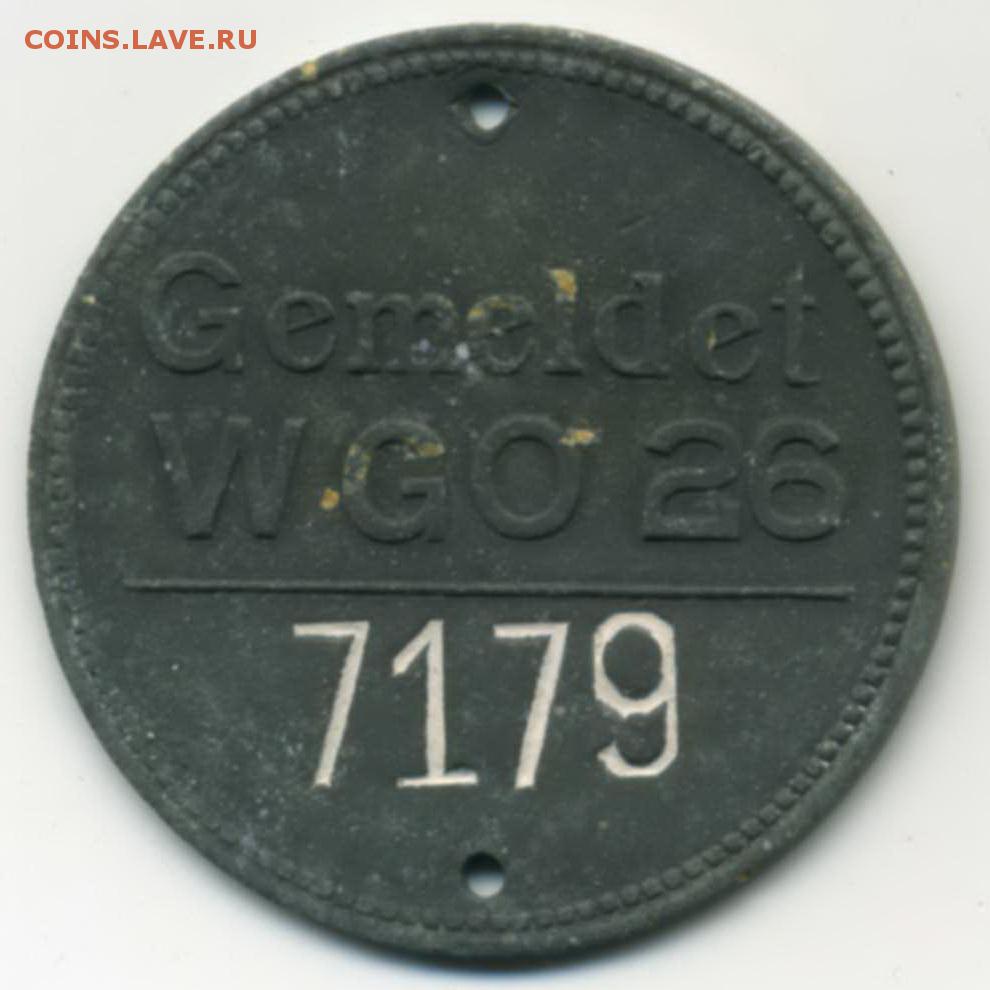 COINS.LAVE.RU
Gemeldet
WGO 26
7179